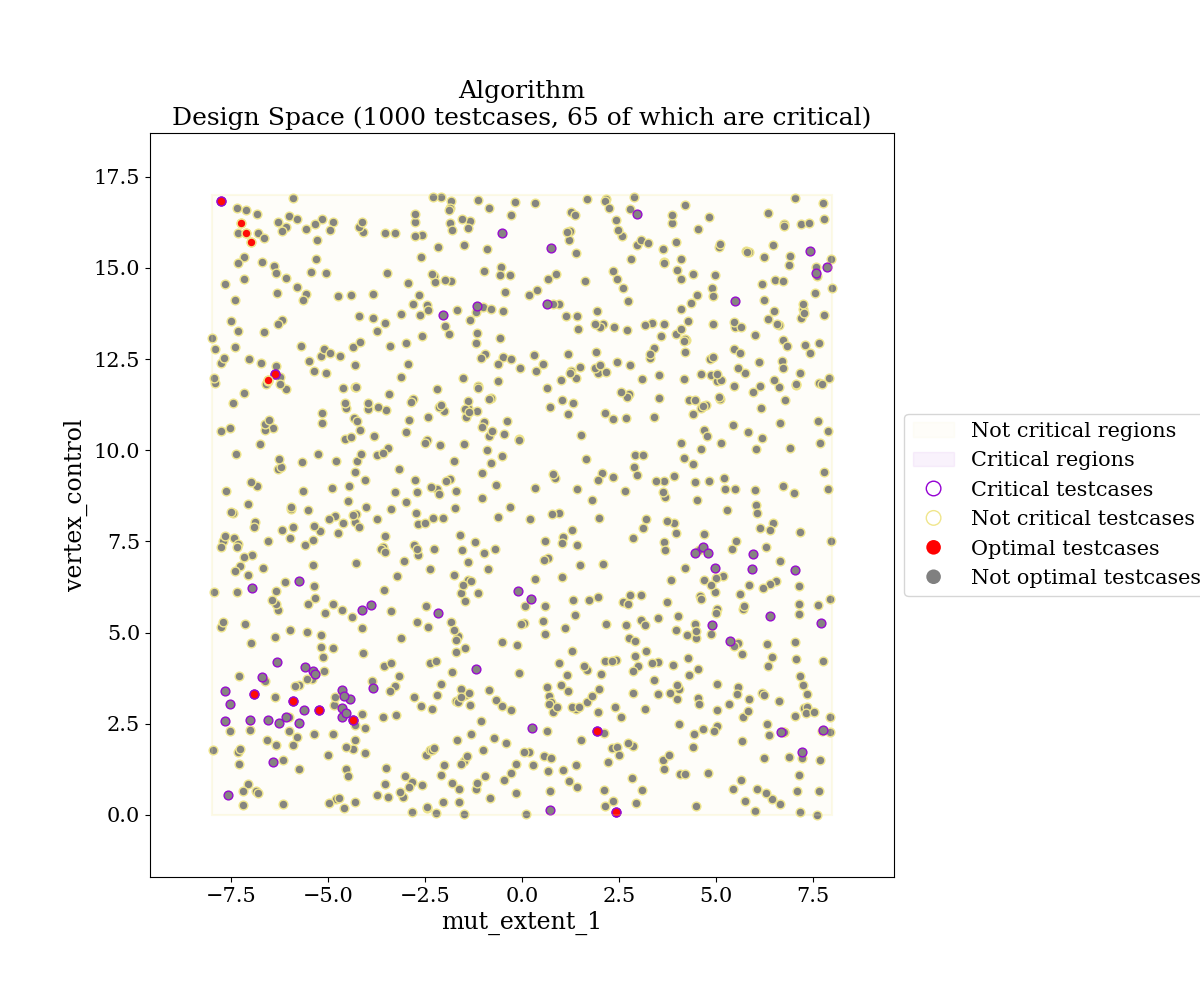 Algorithm
Design Space (1000 testcases, 65 of which are critical)
17.5
15.0
12.5
10.0
7.5
5.0
2.5
0.0
vertex_control
−7.5
−5.0
−2.5
0.0
2.5
5.0
7.5
mut_extent_1
Not critical regions
Critical regions
Critical testcases
Not critical testcases
Optimal testcases
Not optimal testcases